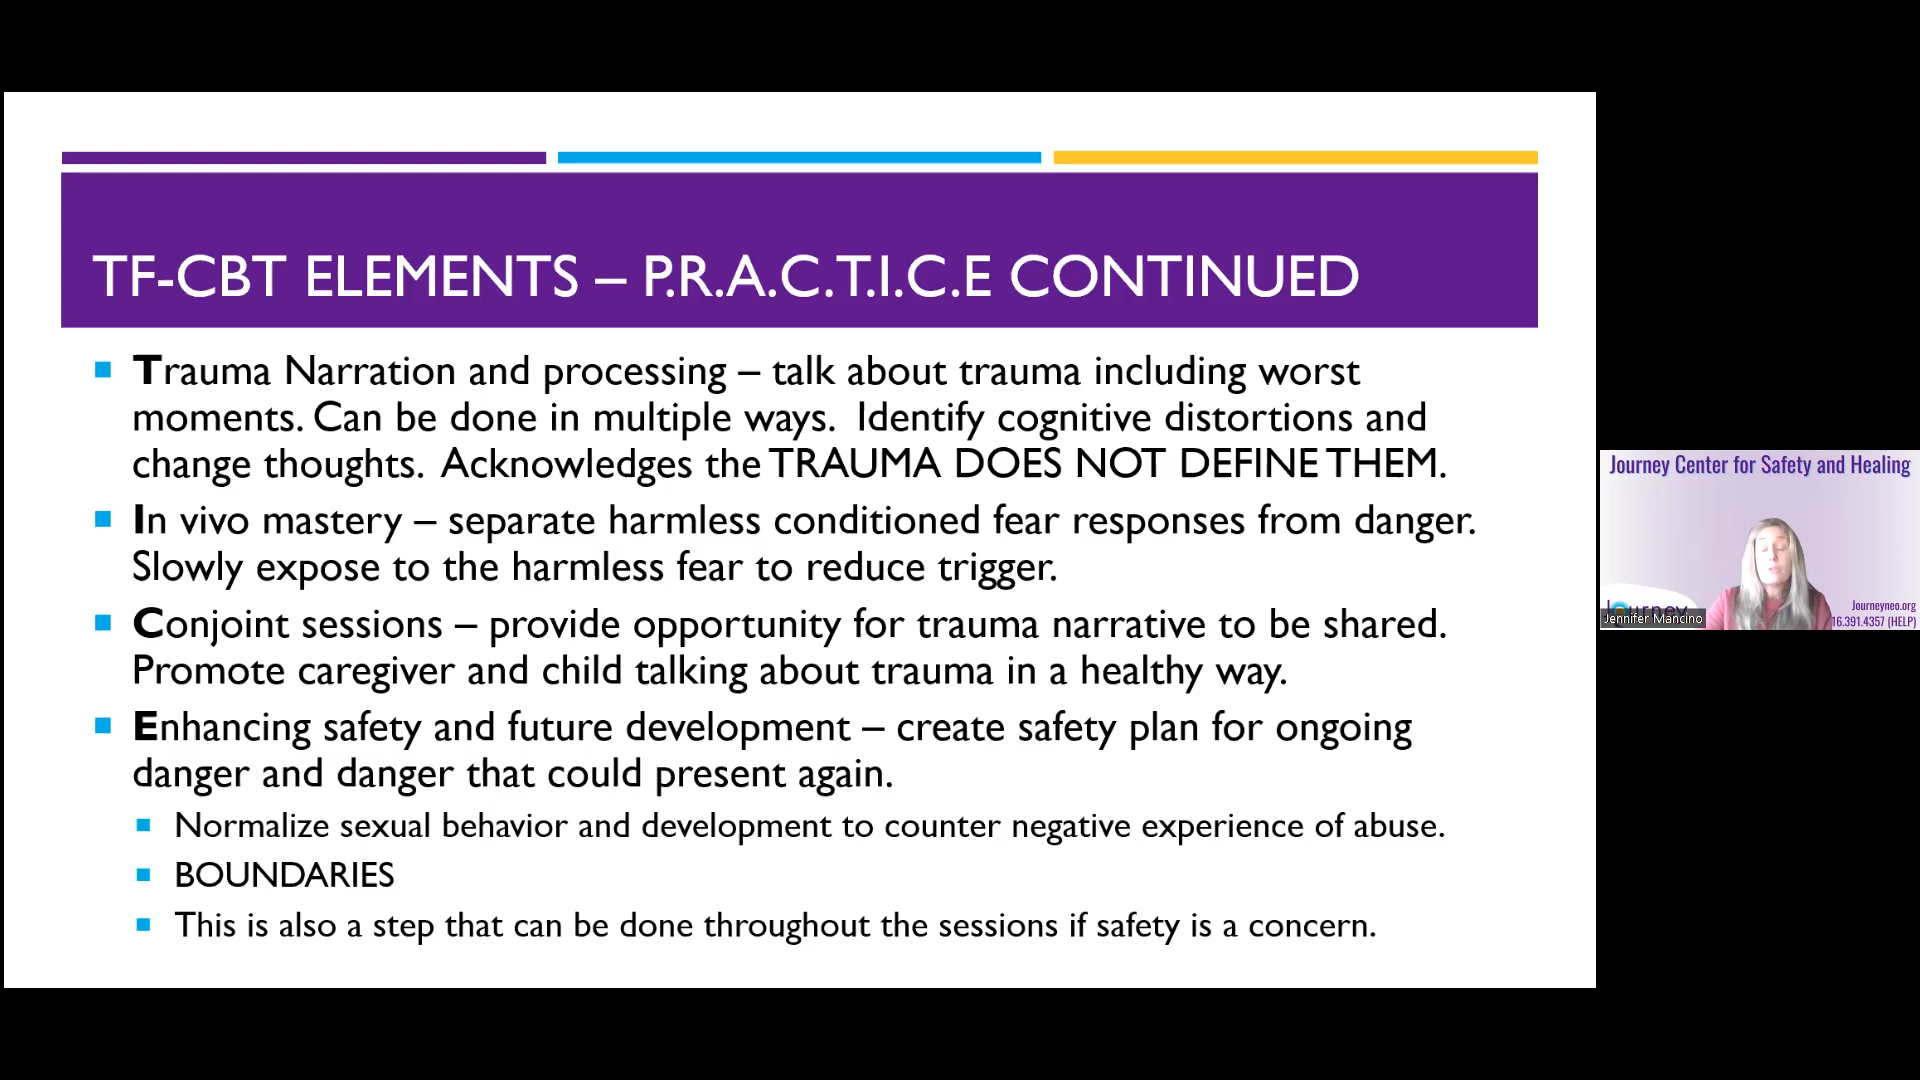 TF-CBT ELEMENTS – P.R.A.C.T.I.C.E CONTINUED
Trauma Narration and processing – talk about trauma including worst
moments. Can be done in multiple ways. Identify cognitive distortions and
change thoughts. Acknowledges the TRAUMA DOES NOT DEFINE THEM.
In vivo mastery – separate harmless conditioned fear responses from danger.
Slowly expose to the harmless fear to reduce trigger.
Conjoint sessions – provide opportunity for trauma narrative to be shared.
Promote caregiver and child talking about trauma in a healthy way.
Enhancing safety and future development – create safety plan for ongoing
danger and danger that could present again.
Normalize sexual behavior and development to counter negative experience of abuse.
BOUNDARIES
This is also a step that can be done throughout the sessions if safety is a concern.
Journey Center for Safety and Healing
Journey
Jennifer Mancino
Journeyneo.org
16.391.4357 (HELP)